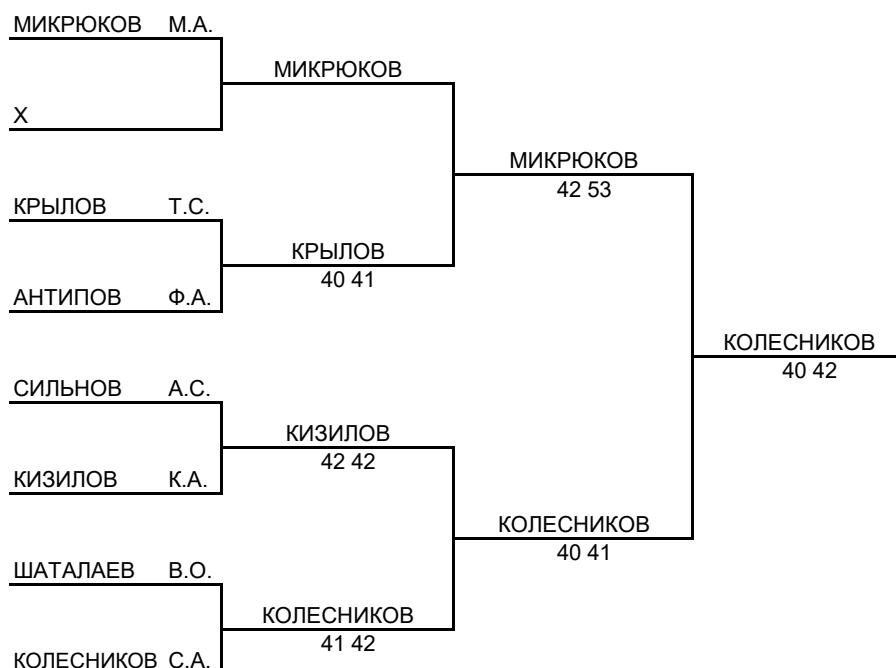 МИКРЮКОВ М.А.
МИКРЮКОВ
Х
МИКРЮКОВ
42 53
КРЫЛОВ Т.С.
КРЫЛОВ
40 41
АНТИПОВ Ф.А.
КОЛЕСНИКОВ
40 42
СИЛЬНОВ А.С.
КИЗИЛОВ
42 42
КИЗИЛОВ К.А.
КОЛЕСНИКОВ
40 41
ШАТАЛАЕВ В.О.
КОЛЕСНИКОВ
41 42
КОЛЕСНИКОВ С.А.